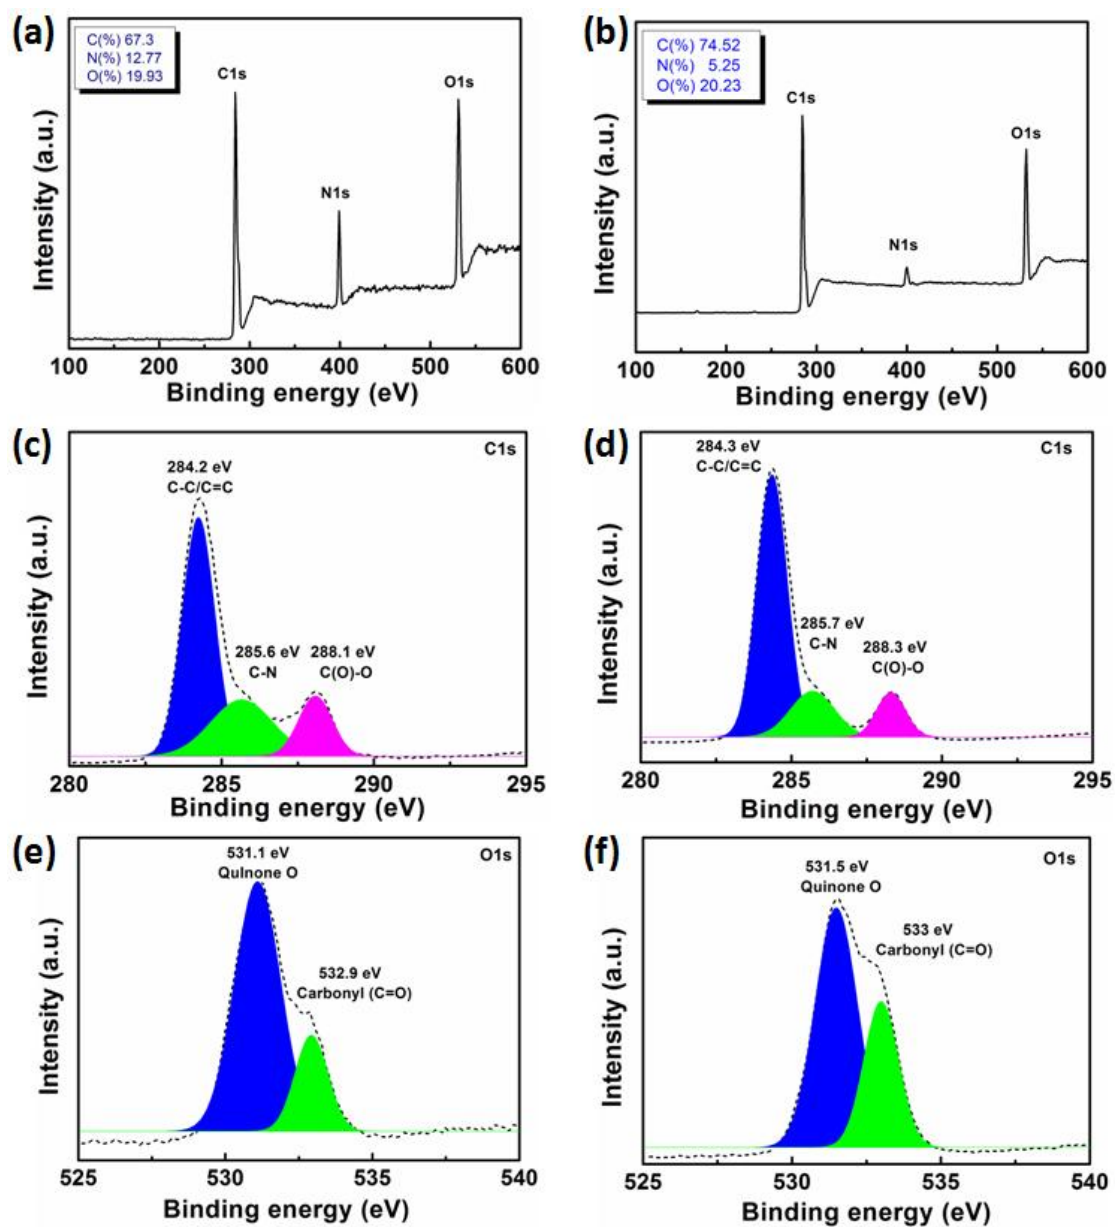 (a)
C(%) 67.3
N(%) 12.77
O(%) 19.93
C1s
N1s
O1s
Intensity (a.u.)
100 200 300 400 500 600
Binding energy (eV)
(b)
C(%) 74.52
N(%) 5.25
O(%) 20.23
C1s
N1s
O1s
Intensity (a.u.)
100 200 300 400 500 600
Binding energy (eV)
(c)
C1s
284.2 eV
C-C/C=C
285.6 eV
C-N
288.1 eV
C(O)-O
Intensity (a.u.)
280 285 290 295
Binding energy (eV)
(d)
C1s
284.3 eV
C-C/C=C
285.7 eV
C-N
288.3 eV
C(O)-O
Intensity (a.u.)
280 285 290 295
Binding energy (eV)
(e)
O1s
531.1 eV
QuInone O
532.9 eV
Carbonyl (C=O)
Intensity (a.u.)
525 530 535 540
Binding energy (eV)
(f)
O1s
531.5 eV
Quinone O
533 eV
Carbonyl (C=O)
Intensity (a.u.)
525 530 535 540
Binding energy (eV)